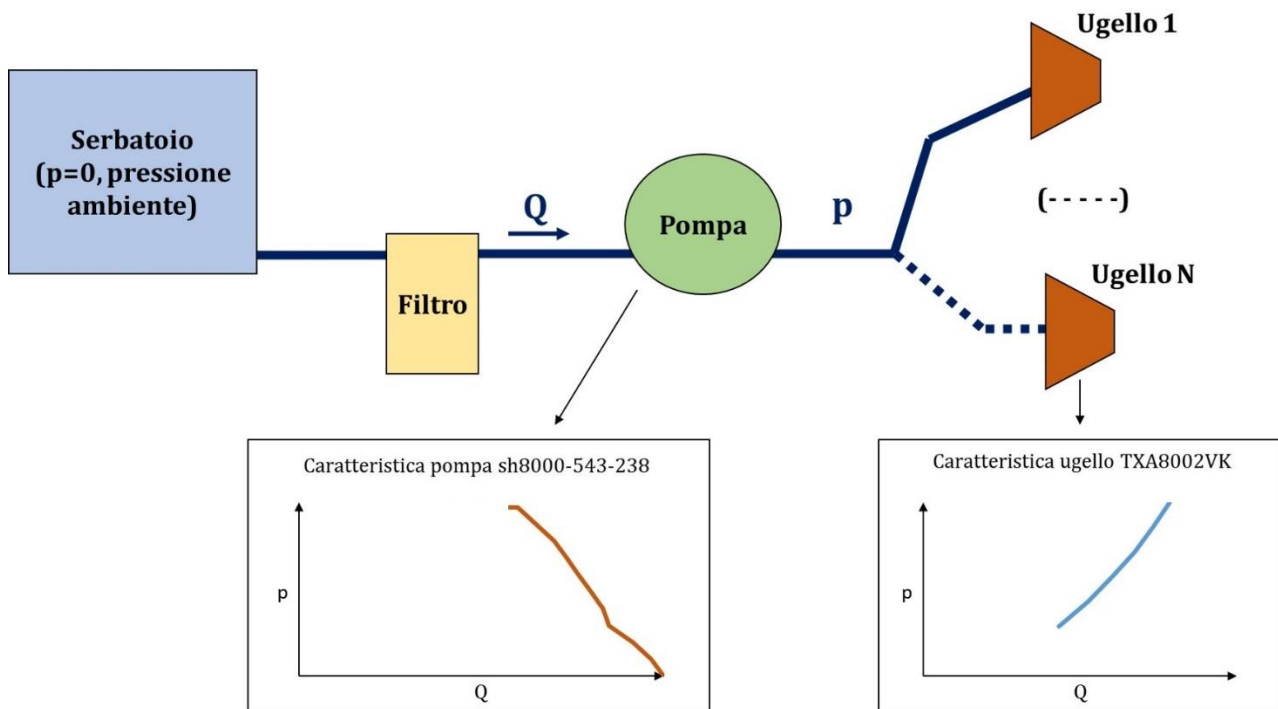 Ugello 1
Serbatoio
(p=0, pressione
ambiente)
Q
Pompa
p
(-----)
Filtro
Ugello N
Caratteristica pompa sh8000-543-238
p
Q
Caratteristica ugello TXA8002VK
p
Q